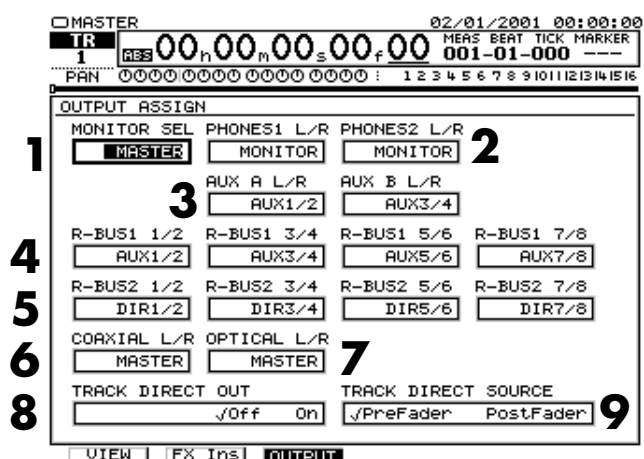 MASTER 02/01/2001 00:00:00
TR MEAS BEAT TICK MARKER
1 ABS 00h00m00s00f00 001-01-000 ---
PAN 1 2 3 4 5 6 7 8 9 10 11 12 13 14 15 16
OUTPUT ASSIGN
MONITOR SEL PHONES1 L/R PHONES2 L/R
1 MASTER MONITOR MONITOR 2
AUX A L/R AUX B L/R
3 AUX1/2 AUX3/4
R-BUS1 1/2 R-BUS1 3/4 R-BUS1 5/6 R-BUS1 7/8
4 AUX1/2 AUX3/4 AUX5/6 AUX7/8
R-BUS2 1/2 R-BUS2 3/4 R-BUS2 5/6 R-BUS2 7/8
5 DIR1/2 DIR3/4 DIR5/6 DIR7/8
COAXIAL L/R OPTICAL L/R
6 MASTER MASTER 7
TRACK DIRECT OUT TRACK DIRECT SOURCE
8 √Off On √PreFader PostFader 9
VIEW FX Ins OUTPUT